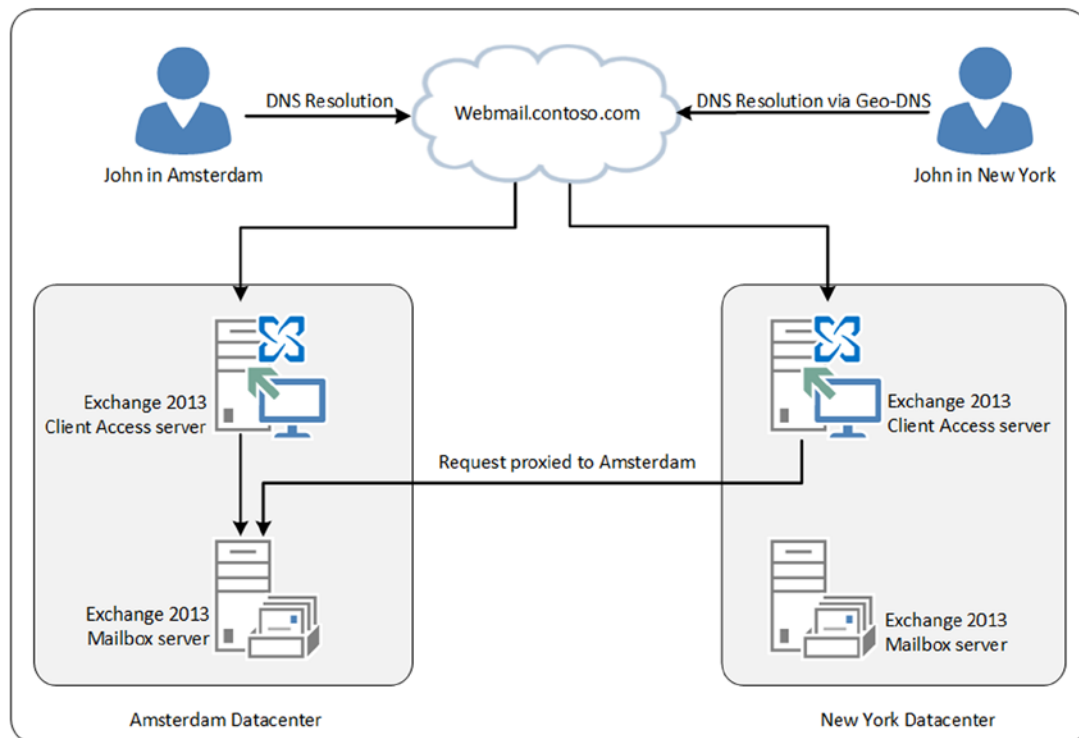 DNS Resolution
Webmail.contoso.com
DNS Resolution via Geo-DNS
John in Amsterdam
John in New York
Exchange 2013
Client Access server
Exchange 2013
Client Access server
Request proxied to Amsterdam
Exchange 2013
Mailbox server
Exchange 2013
Mailbox server
Amsterdam Datacenter
New York Datacenter